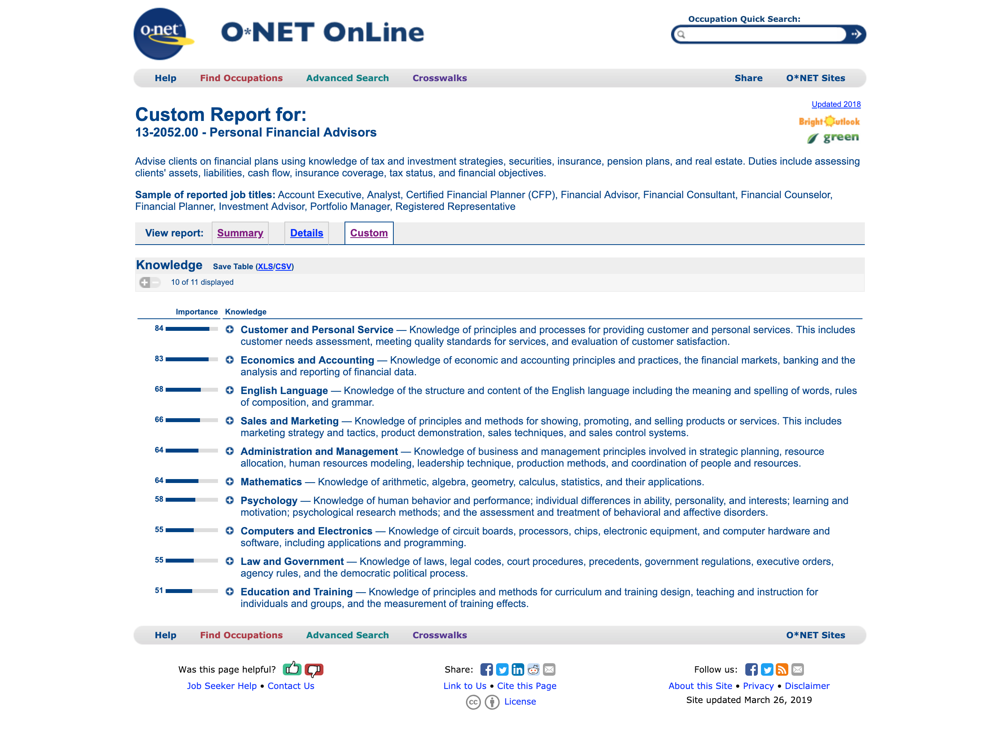 o·net®
O*NET OnLine
Occupation Quick Search:
Help Find Occupations Advanced Search Crosswalks Share O*NET Sites
Updated 2018
Custom Report for:
Bright Outlook
13-2052.00 - Personal Financial Advisors
green
Advise clients on financial plans using knowledge of tax and investment strategies, securities, insurance, pension plans, and real estate. Duties include assessing
clients' assets, liabilities, cash flow, insurance coverage, tax status, and financial objectives.
Sample of reported job titles: Account Executive, Analyst, Certified Financial Planner (CFP), Financial Advisor, Financial Consultant, Financial Counselor,
Financial Planner, Investment Advisor, Portfolio Manager, Registered Representative
View report: Summary Details Custom
Knowledge Save Table (XLS/CSV)
10 of 11 displayed
Importance Knowledge
84 Customer and Personal Service — Knowledge of principles and processes for providing customer and personal services. This includes
customer needs assessment, meeting quality standards for services, and evaluation of customer satisfaction.
83 Economics and Accounting — Knowledge of economic and accounting principles and practices, the financial markets, banking and the
analysis and reporting of financial data.
68 English Language — Knowledge of the structure and content of the English language including the meaning and spelling of words, rules
of composition, and grammar.
66 Sales and Marketing — Knowledge of principles and methods for showing, promoting, and selling products or services. This includes
marketing strategy and tactics, product demonstration, sales techniques, and sales control systems.
64 Administration and Management — Knowledge of business and management principles involved in strategic planning, resource
allocation, human resources modeling, leadership technique, production methods, and coordination of people and resources.
64 Mathematics — Knowledge of arithmetic, algebra, geometry, calculus, statistics, and their applications.
58 Psychology — Knowledge of human behavior and performance; individual differences in ability, personality, and interests; learning and
motivation; psychological research methods; and the assessment and treatment of behavioral and affective disorders.
55 Computers and Electronics — Knowledge of circuit boards, processors, chips, electronic equipment, and computer hardware and
software, including applications and programming.
55 Law and Government — Knowledge of laws, legal codes, court procedures, precedents, government regulations, executive orders,
agency rules, and the democratic political process.
51 Education and Training — Knowledge of principles and methods for curriculum and training design, teaching and instruction for
individuals and groups, and the measurement of training effects.
Help Find Occupations Advanced Search Crosswalks O*NET Sites
Was this page helpful? Share: Follow us:
Job Seeker Help • Contact Us Link to Us • Cite this Page About this Site • Privacy • Disclaimer
cc License Site updated March 26, 2019